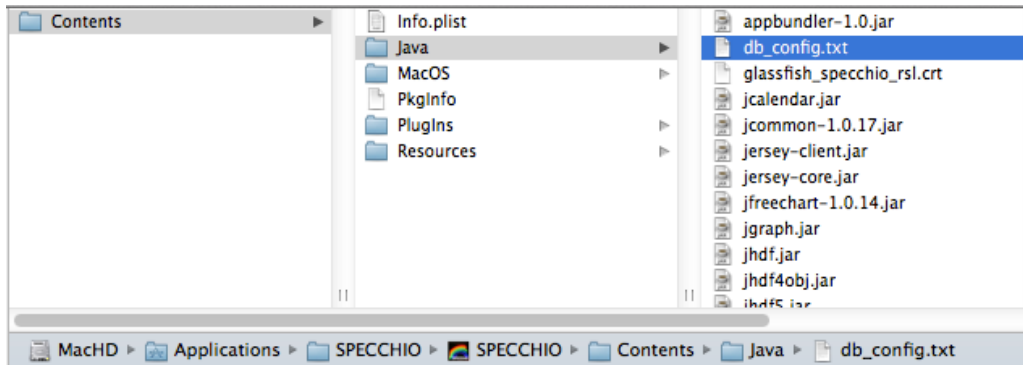 Contents
Info.plist
Java
MacOS
PkgInfo
PlugIns
Resources
appbundler-1.0.jar
db_config.txt
glassfish_specchio_rsl.crt
jcalendar.jar
jcommon-1.0.17.jar
jersey-client.jar
jersey-core.jar
jfreechart-1.0.14.jar
jgraph.jar
jhdf.jar
jhdf4obj.jar
jhdf5.jar
MacHD ▸ Applications ▸ SPECCHIO ▸ SPECCHIO ▸ Contents ▸ Java ▸ db_config.txt